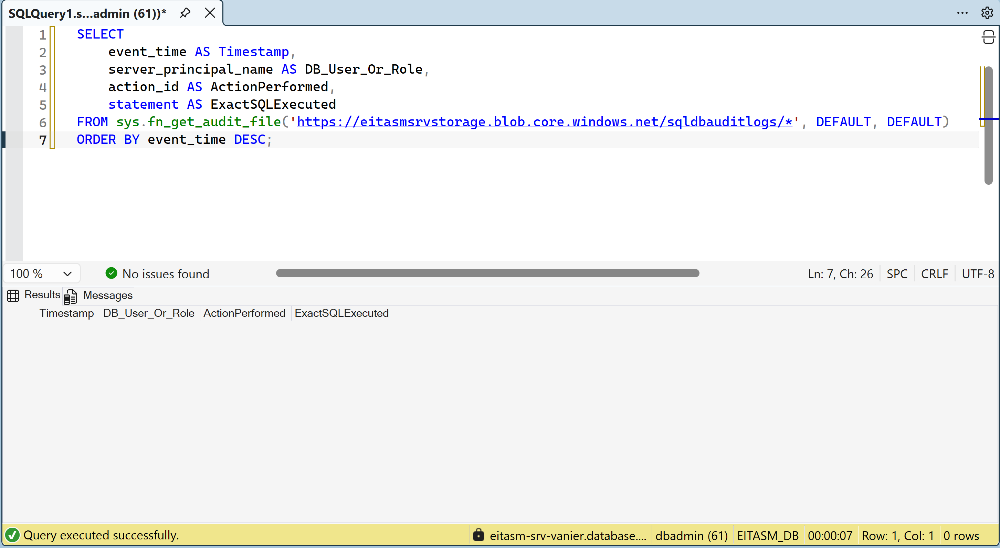 SQLQuery1.s...admin (61))*
1 SELECT
2 event_time AS Timestamp,
3 server_principal_name AS DB_User_Or_Role,
4 action_id AS ActionPerformed,
5 statement AS ExactSQLExecuted
6 FROM sys.fn_get_audit_file('https://eitasmsrvstorage.blob.core.windows.net/sqldbauditlogs/*', DEFAULT, DEFAULT)
7 ORDER BY event_time DESC;
100 % No issues found Ln: 7, Ch: 26 SPC CRLF UTF-8
Results Messages
Timestamp DB_User_Or_Role ActionPerformed ExactSQLExecuted
Query executed successfully. eitasm-srv-vanier.database.... dbadmin (61) EITASM_DB 00:00:07 Row: 1, Col: 1 0 rows